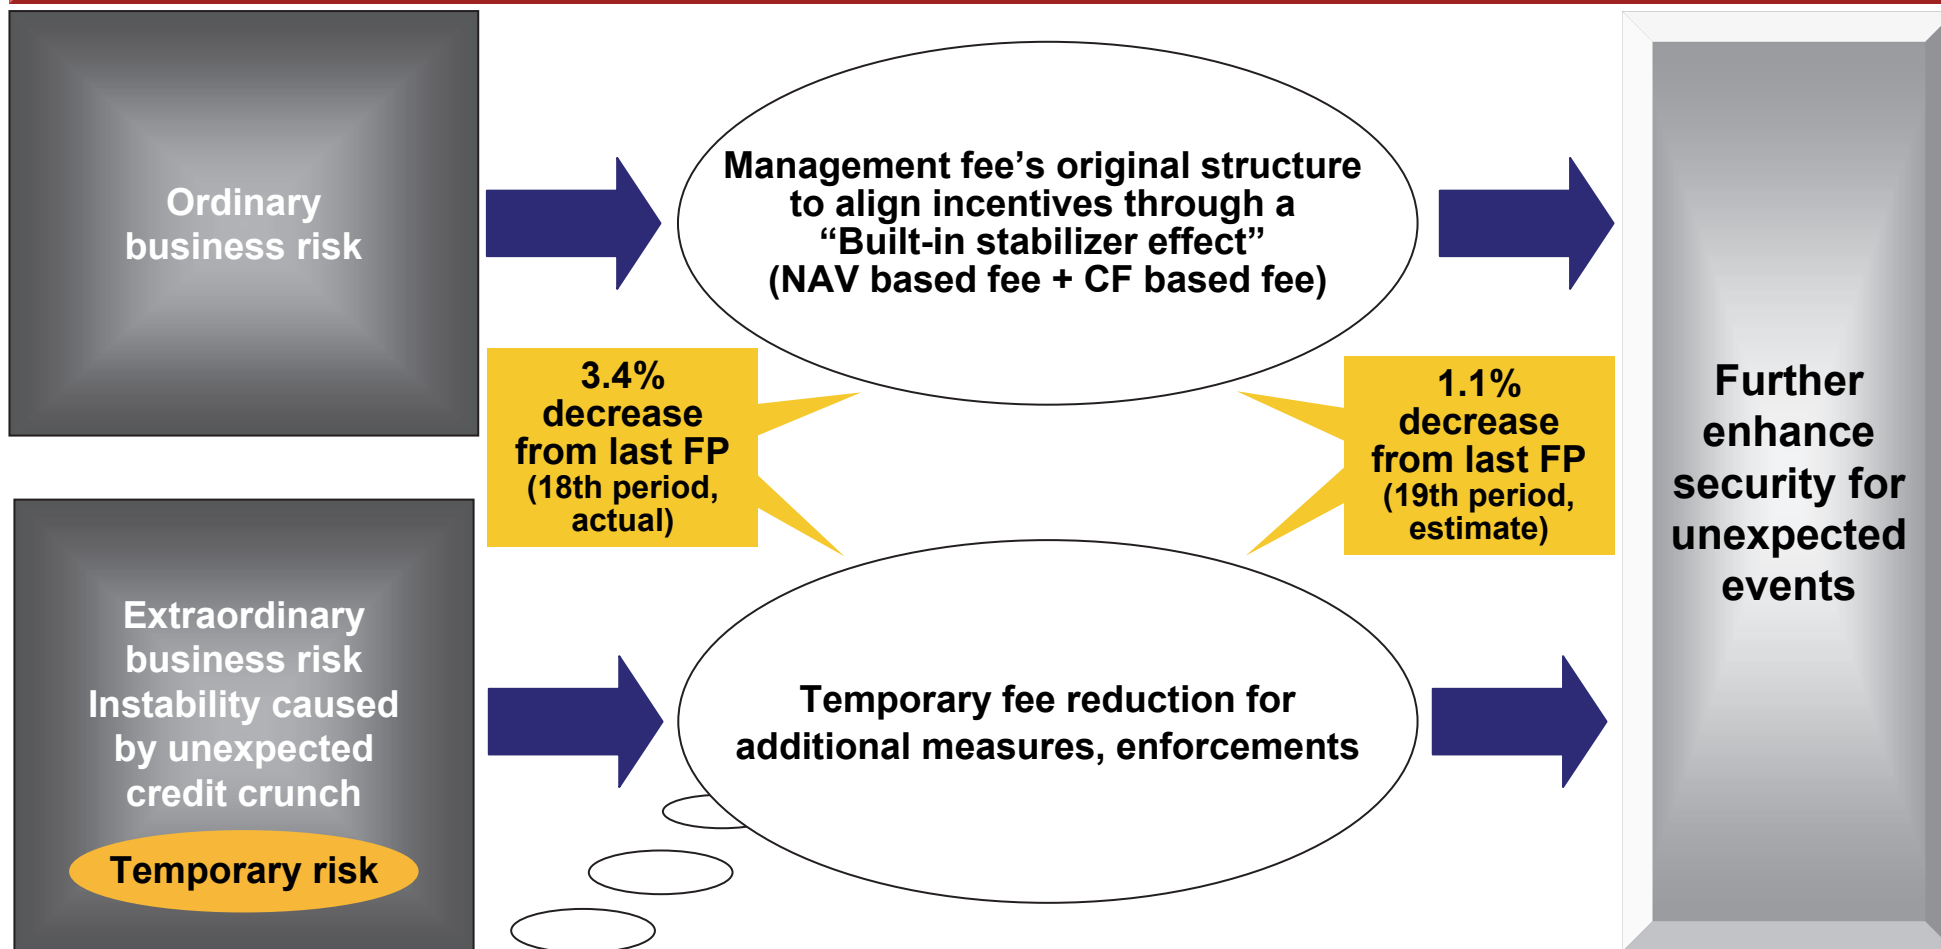 Ordinary
business risk
Management fee’s original structure
to align incentives through a
“Built-in stabilizer effect”
(NAV based fee + CF based fee)
3.4%
decrease
from last FP
(18th period,
actual)
1.1%
decrease
from last FP
(19th period,
estimate)
Further
enhance
security for
unexpected
events
Extraordinary
business risk
Instability caused
by unexpected
credit crunch
Temporary risk
Temporary fee reduction for
additional measures, enforcements